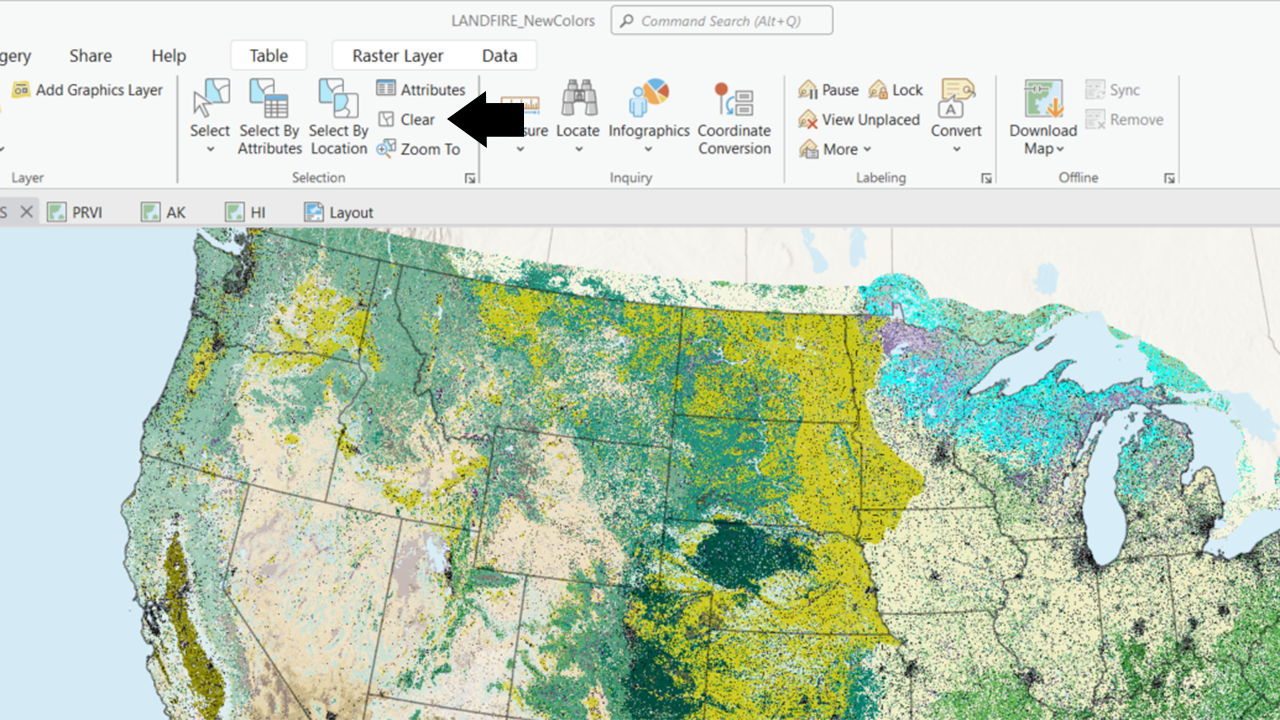 LANDFIRE_NewColors
Command Search (Alt+Q)
gery Share Help Table Raster Layer Data
Add Graphics Layer
Layer
Select
Select By
Attributes
Select By
Location
Attributes
Clear
Zoom To
Selection
sure
Locate
Infographics
Coordinate
Conversion
Inquiry
Pause
Lock
View Unplaced
More
Convert
A
Labeling
Download
Map
Sync
Remove
Offline
S PRVI AK HI Layout